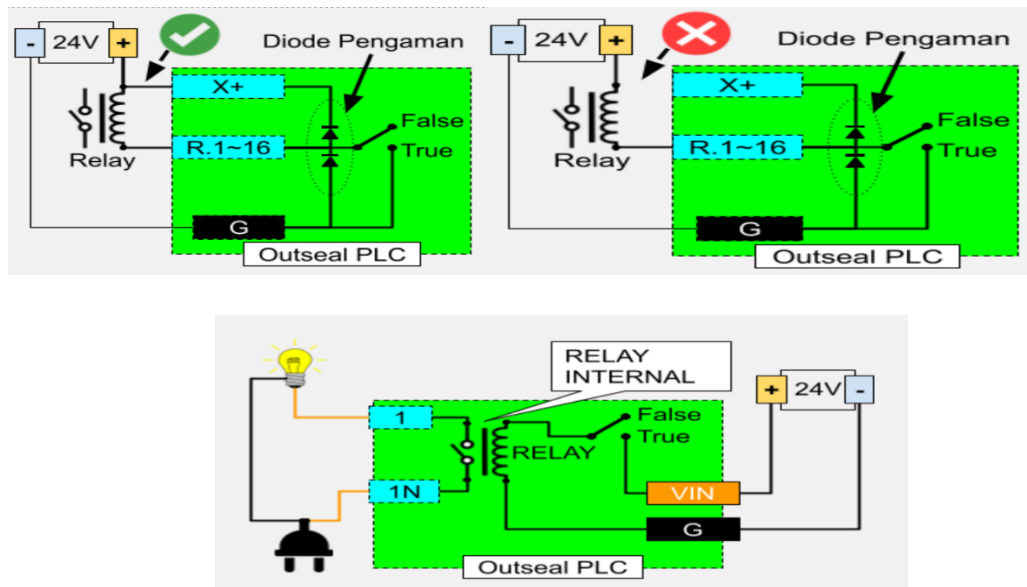 - 24V +
Diode Pengaman
X+
False
R.1~16
True
Relay
G
Outseal PLC
- 24V +
Diode Pengaman
X+
False
R.1~16
True
Relay
G
Outseal PLC
RELAY
INTERNAL
+ 24V -
1
False
True
RELAY
1N
VIN
G
Outseal PLC